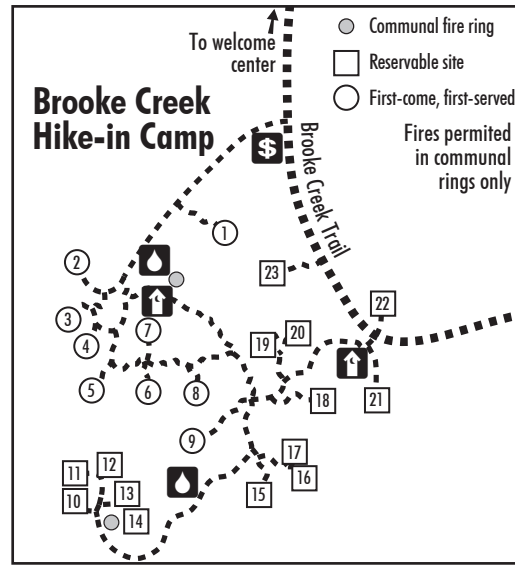 To welcome
center
Communal fire ring
Reservable site
First-come, first-served
Fires permited
in communal
rings only
Brooke Creek
Hike-in Camp
$
Brooke Creek Trail
1
2
23
3
22
7
4
20
19
5
6
8
18
21
9
17
12
11
16
13
15
10
14